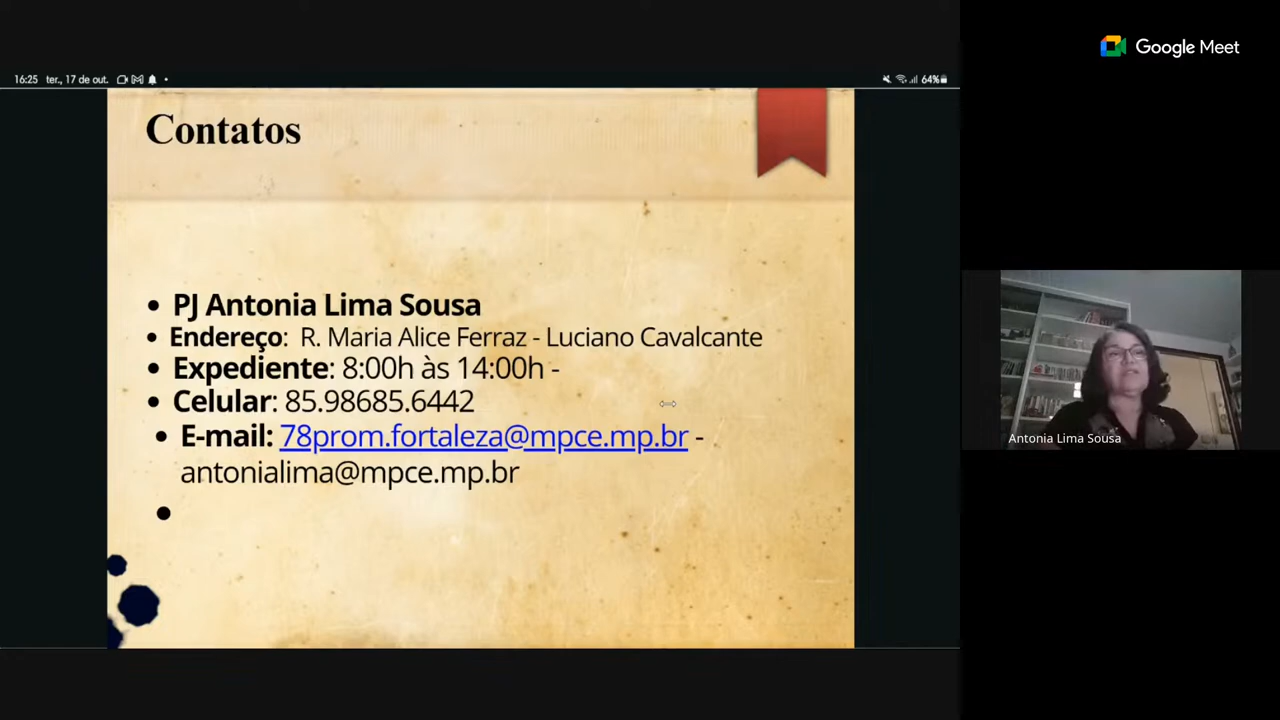 Google Meet
16:25 ter., 17 de out.
64%
Contatos
• PJ Antonia Lima Sousa
• Endereço: R. Maria Alice Ferraz - Luciano Cavalcante
• Expediente: 8:00h às 14:00h -
• Celular: 85.98685.6442
• E-mail: 78prom.fortaleza@mpce.mp.br -
antonialima@mpce.mp.br
•
Antonia Lima Sousa